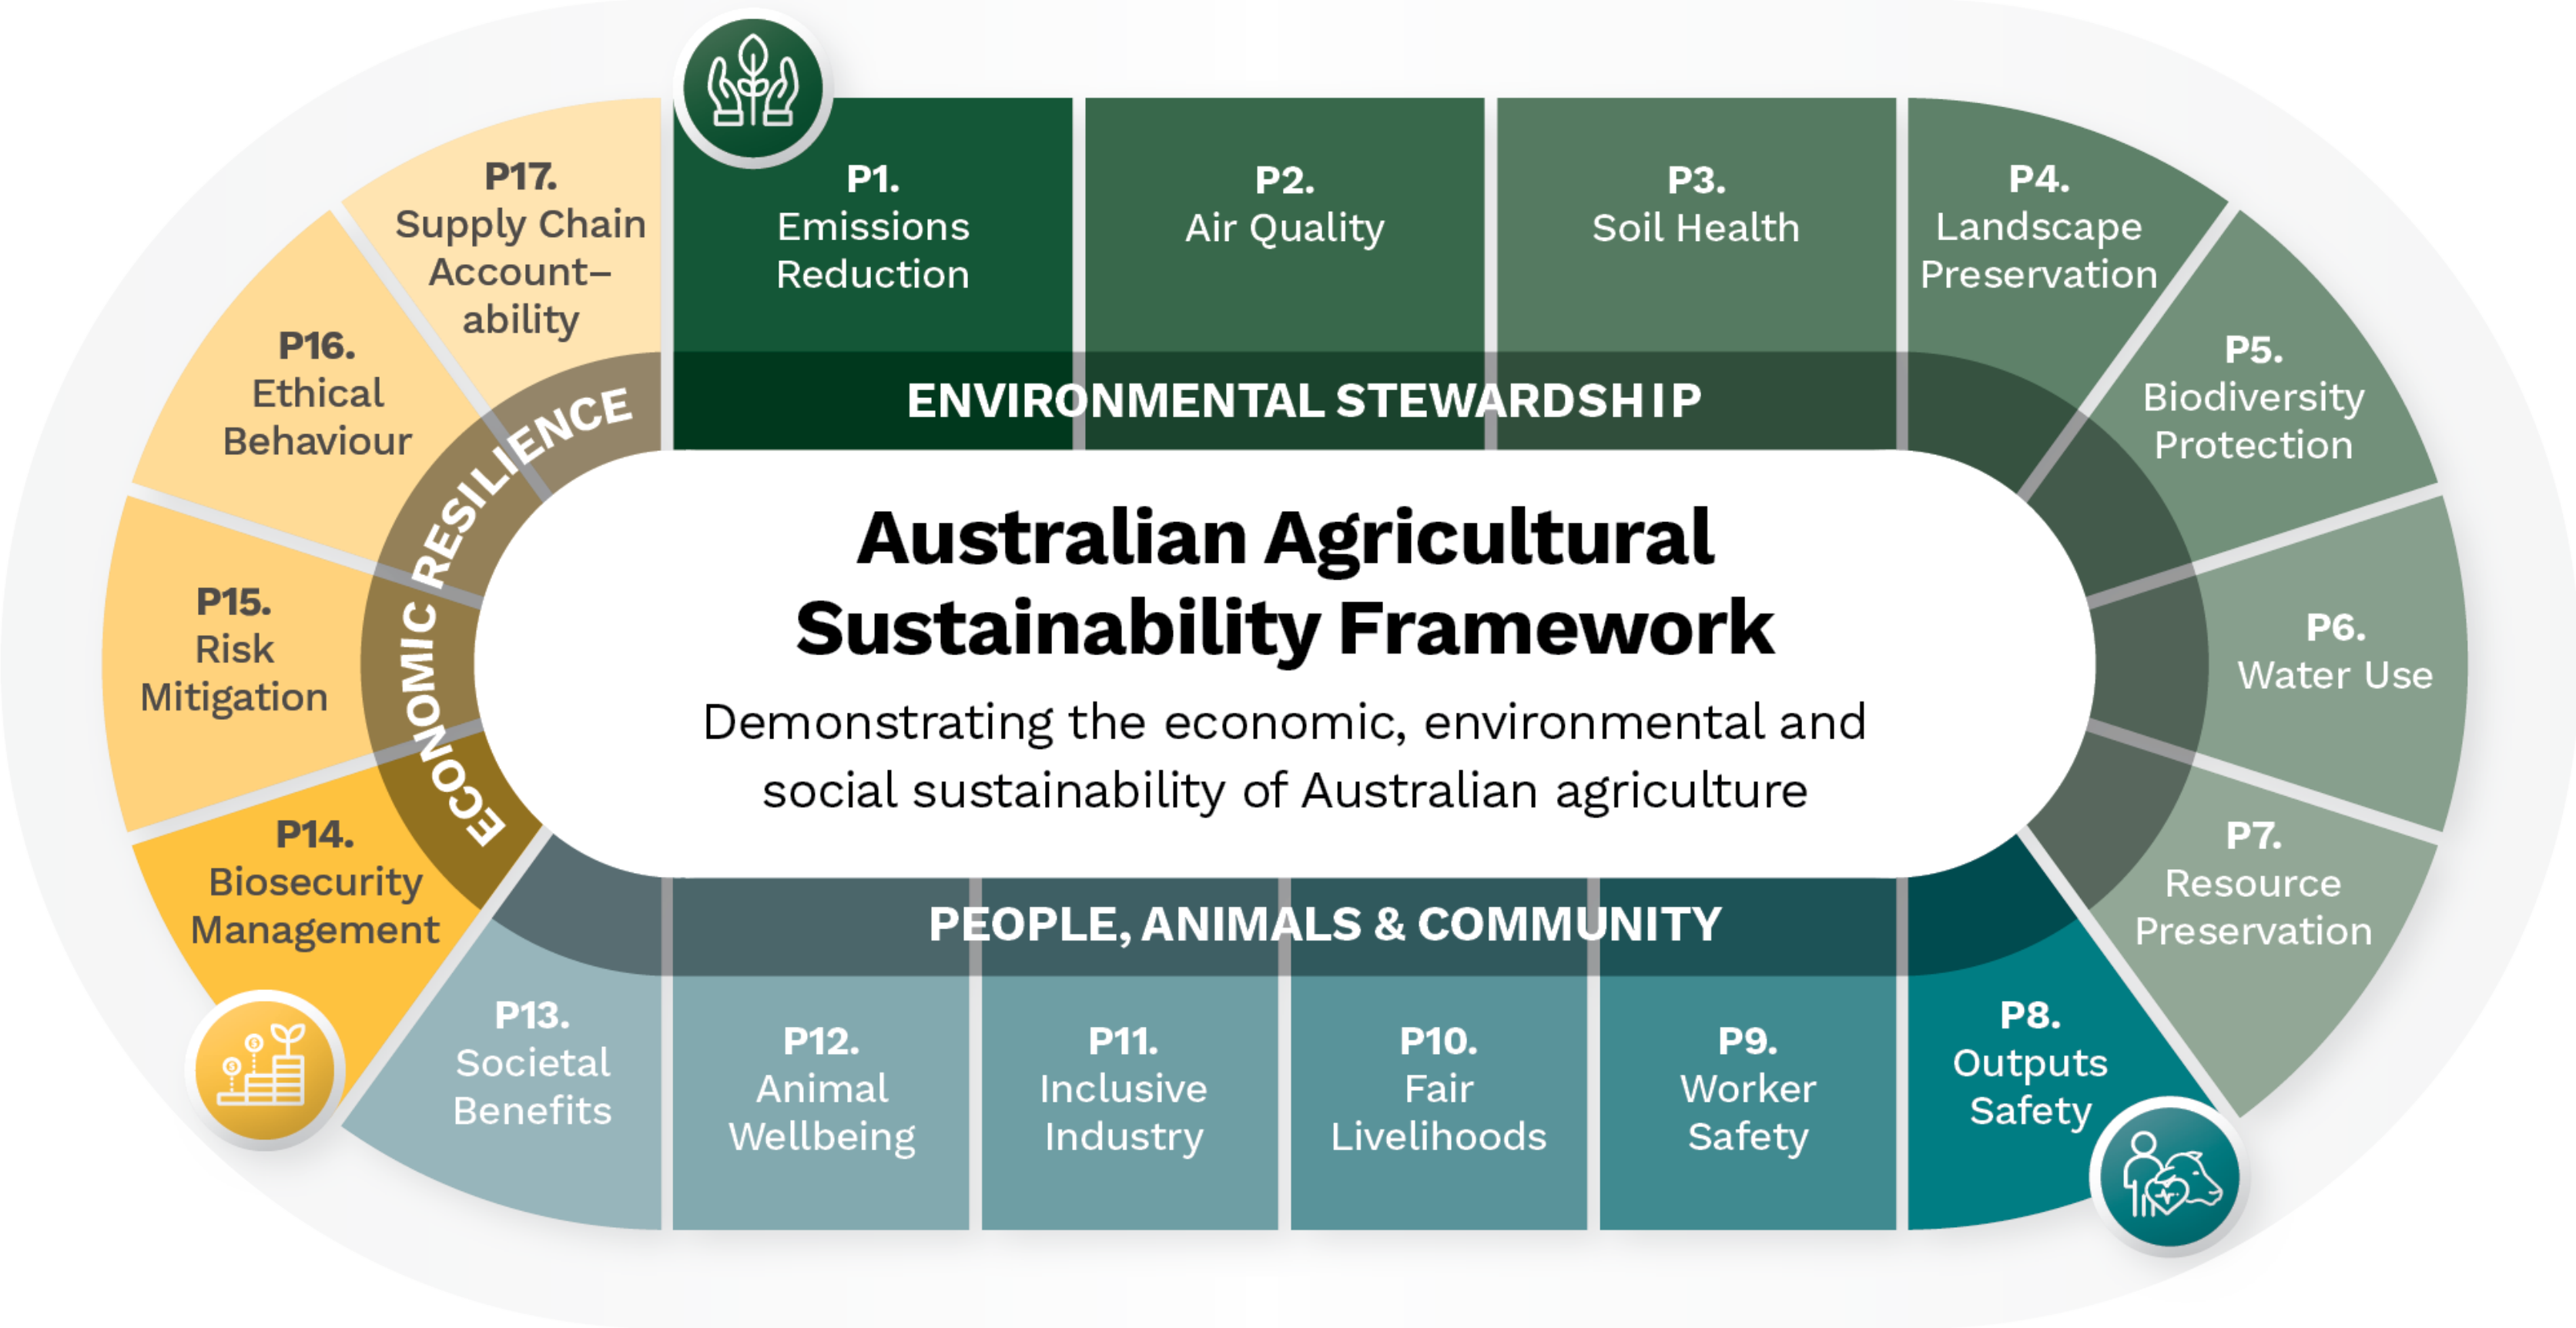 P1.
Emissions
Reduction
P2.
Air Quality
P3.
Soil Health
P4.
Landscape
Preservation
P5.
Biodiversity
Protection
P6.
Water Use
P7.
Resource
Preservation
ENVIRONMENTAL STEWARDSHIP
Australian Agricultural
Sustainability Framework
Demonstrating the economic, environmental and
social sustainability of Australian agriculture
PEOPLE, ANIMALS & COMMUNITY
P8.
Outputs
Safety
P9.
Worker
Safety
P10.
Fair
Livelihoods
P11.
Inclusive
Industry
P12.
Animal
Wellbeing
P13.
Societal
Benefits
ECONOMIC RESILIENCE
P14.
Biosecurity
Management
P15.
Risk
Mitigation
P16.
Ethical
Behaviour
P17.
Supply Chain
Account–
ability